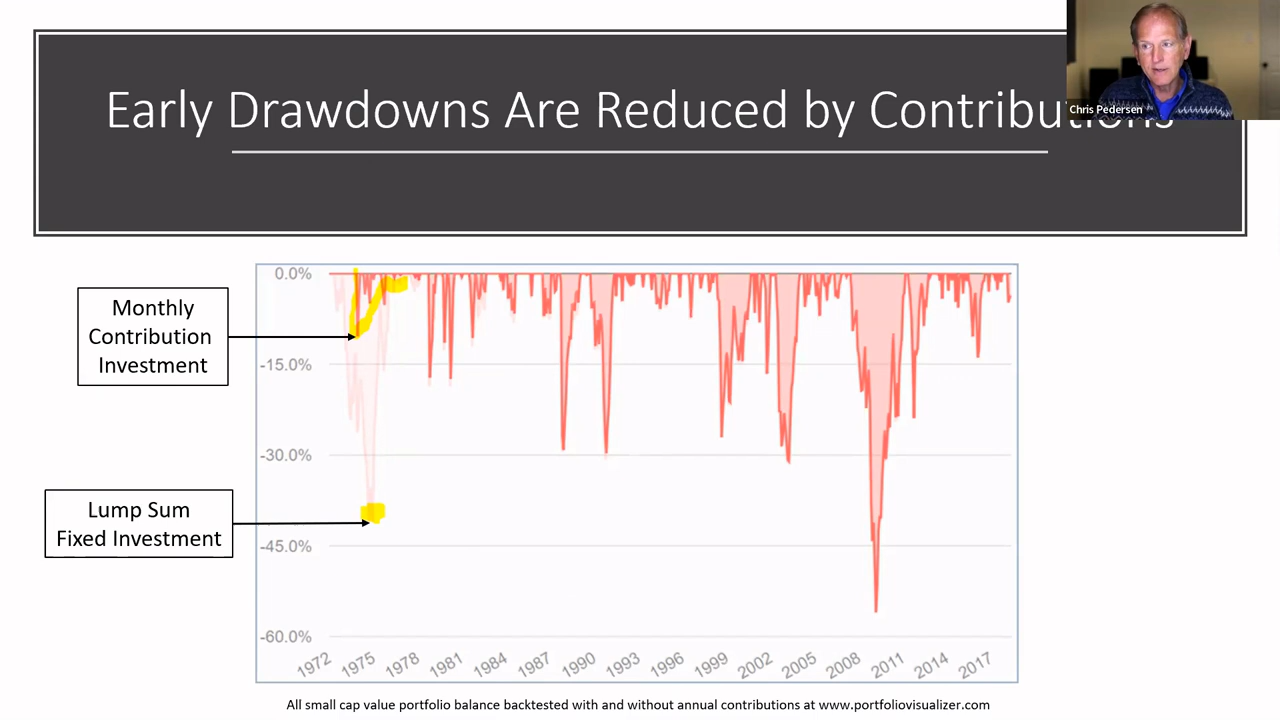 Early Drawdowns Are Reduced by Contributions
Chris Pedersen
Monthly
Contribution
Investment
Lump Sum
Fixed Investment
0.0%
-15.0%
-30.0%
-45.0%
-60.0%
1972 1975 1978 1981 1984 1987 1990 1993 1996 1999 2002 2005 2008 2011 2014 2017
All small cap value portfolio balance backtested with and without annual contributions at www.portfoliovisualizer.com